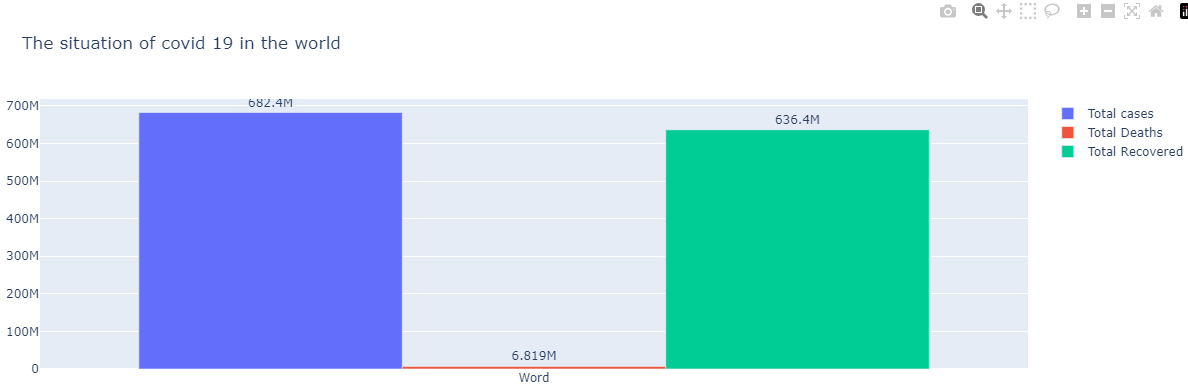 The situation of covid 19 in the world
700M
600M
500M
400M
300M
200M
100M
0
682.4M
6.819M
636.4M
Word
Total cases
Total Deaths
Total Recovered